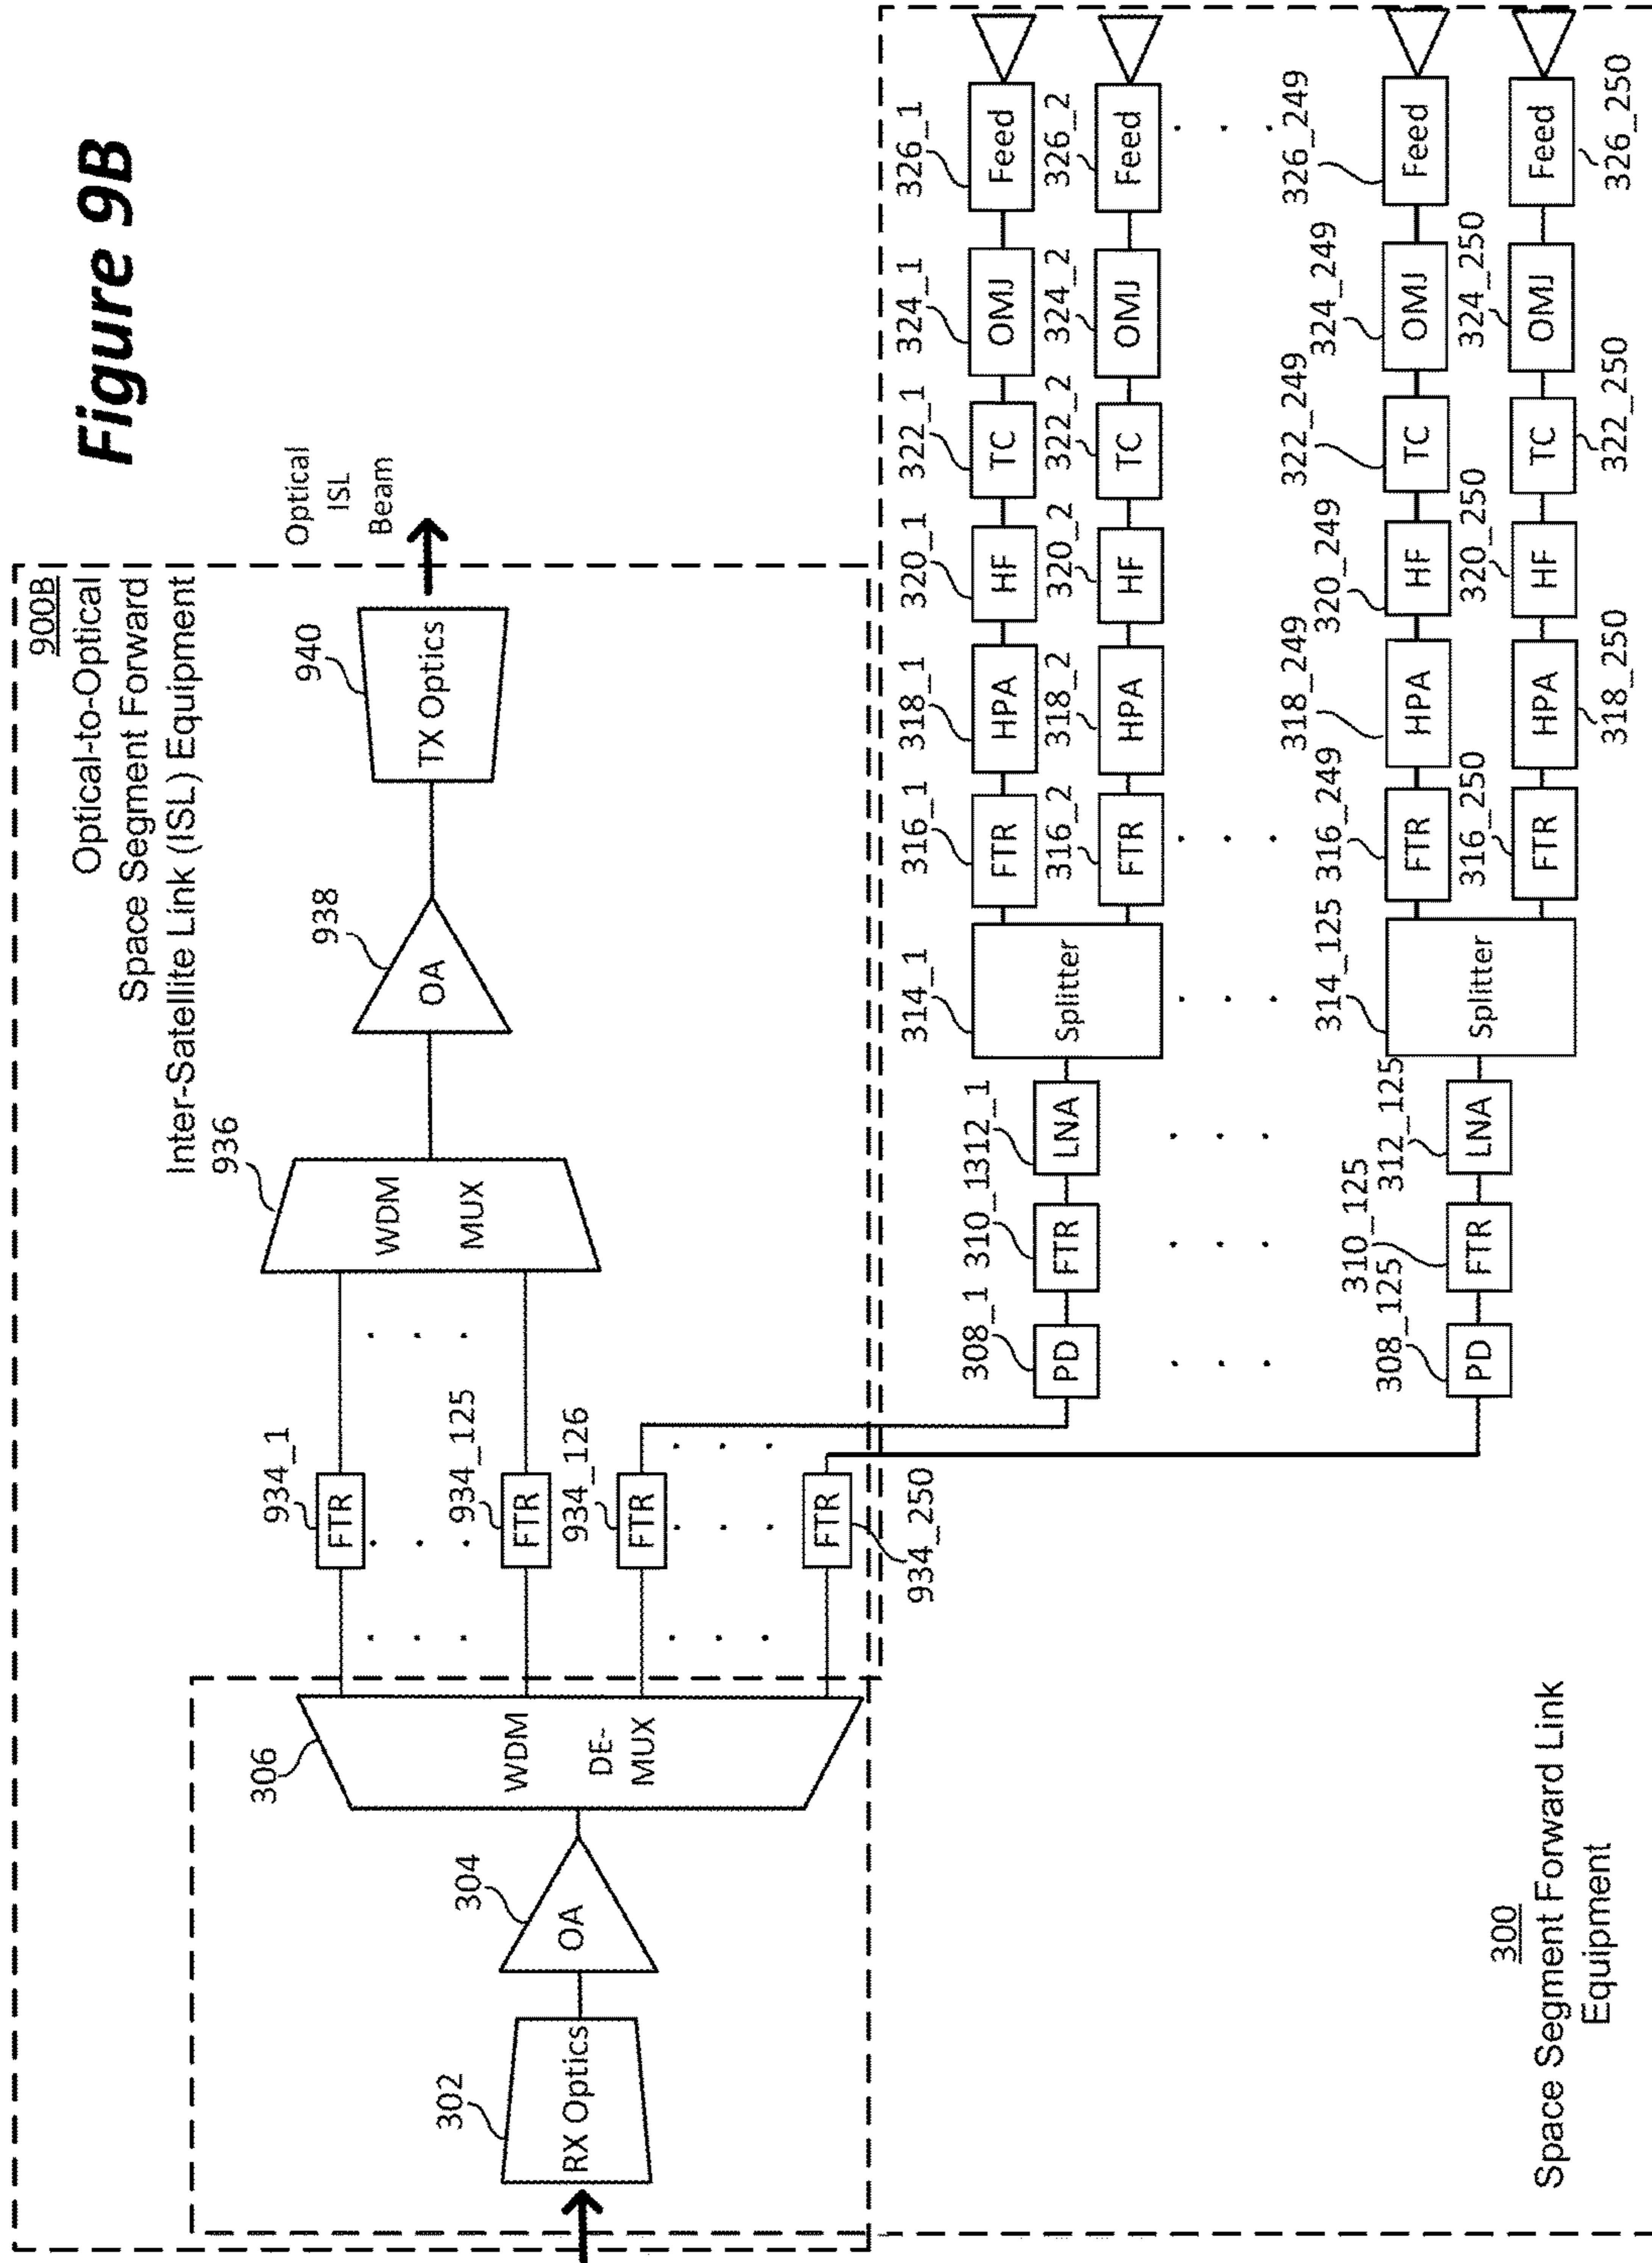 Figure 9B
900B
Optical-to-Optical
Space Segment Forward
Inter-Satellite Link (ISL) Equipment
Optical
ISL
Beam
302
RX Optics
304
OA
306
WDM
DE-
MUX
934_1
FTR
934_125
FTR
934_126
FTR
934_250
FTR
936
WDM
MUX
938
OA
940
TX Optics
308_1
PD
310_1
FTR
312_1
LNA
314_1
Splitter
316_1
FTR
318_1
HPA
320_1
HF
322_1
TC
324_1
OMJ
326_1
Feed
316_2
FTR
318_2
HPA
320_2
HF
322_2
TC
324_2
OMJ
326_2
Feed
308_125
PD
310_125
FTR
312_125
LNA
314_125
Splitter
316_249
FTR
318_249
HPA
320_249
HF
322_249
TC
324_249
OMJ
326_249
Feed
316_250
FTR
318_250
HPA
320_250
HF
322_250
TC
324_250
OMJ
326_250
Feed
300
Space Segment Forward Link
Equipment